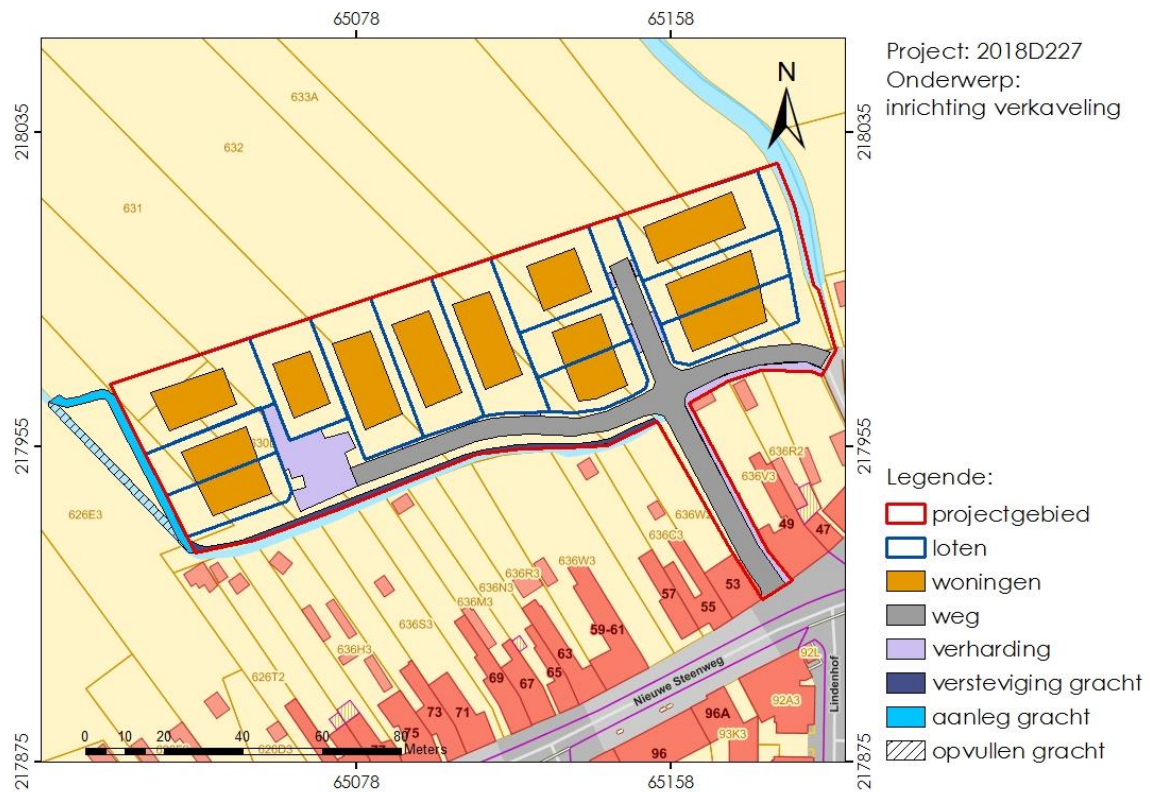 65078 65158
Project: 2018D227
Onderwerp:
inrichting verkaveling
N
218035 218035
633A
632
631
217955 217955
626E3
636R2
636V3
49 47
636C3
57 55 53
636W3
636R3
636N3
636M3
59-61
636S3
63
65
69 67
636H3
626T2
73 71
75
Nieuwe Steenweg
Lindenhof
92L
92A3
96A
93K3
96
0 10 20 40 60 80
Meters
217875 217875
65078 65158
Legende:
projectgebied
loten
woningen
weg
verharding
versteviging gracht
aanleg gracht
opvullen gracht